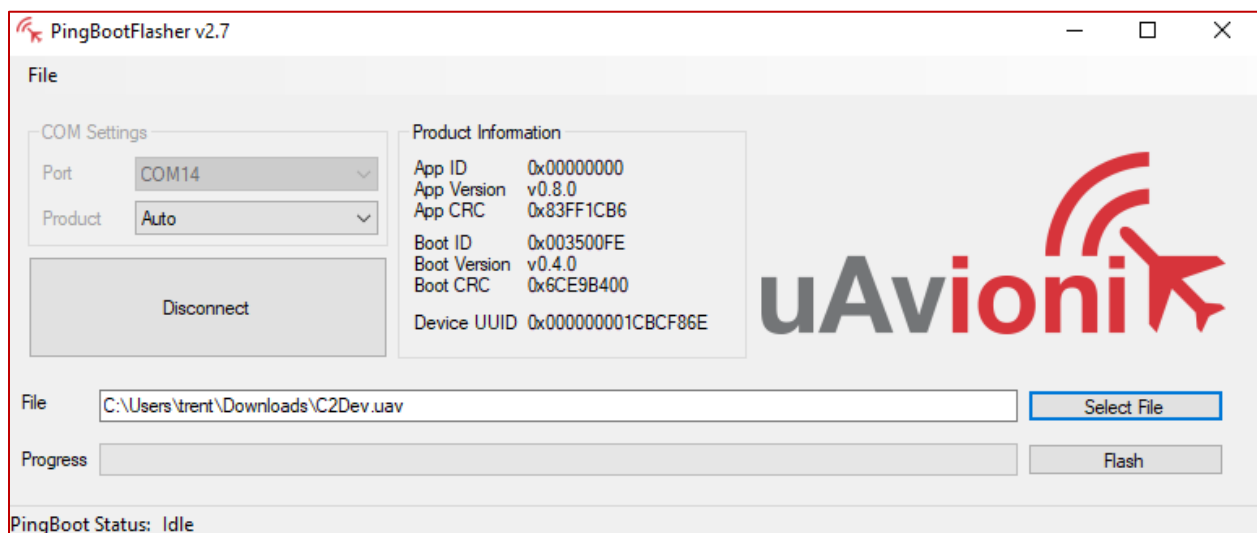 PingBootFlasher v2.7
File
COM Settings
Port COM14
Product Auto
Disconnect
Product Information
App ID 0x00000000
App Version v0.8.0
App CRC 0x83FF1CB6
Boot ID 0x003500FE
Boot Version v0.4.0
Boot CRC 0x6CE9B400
Device UUID 0x000000001CBCF86E
uAvioni
File C:\Users\trent\Downloads\C2Dev.uav Select File
Progress Flash
PingBoot Status: Idle